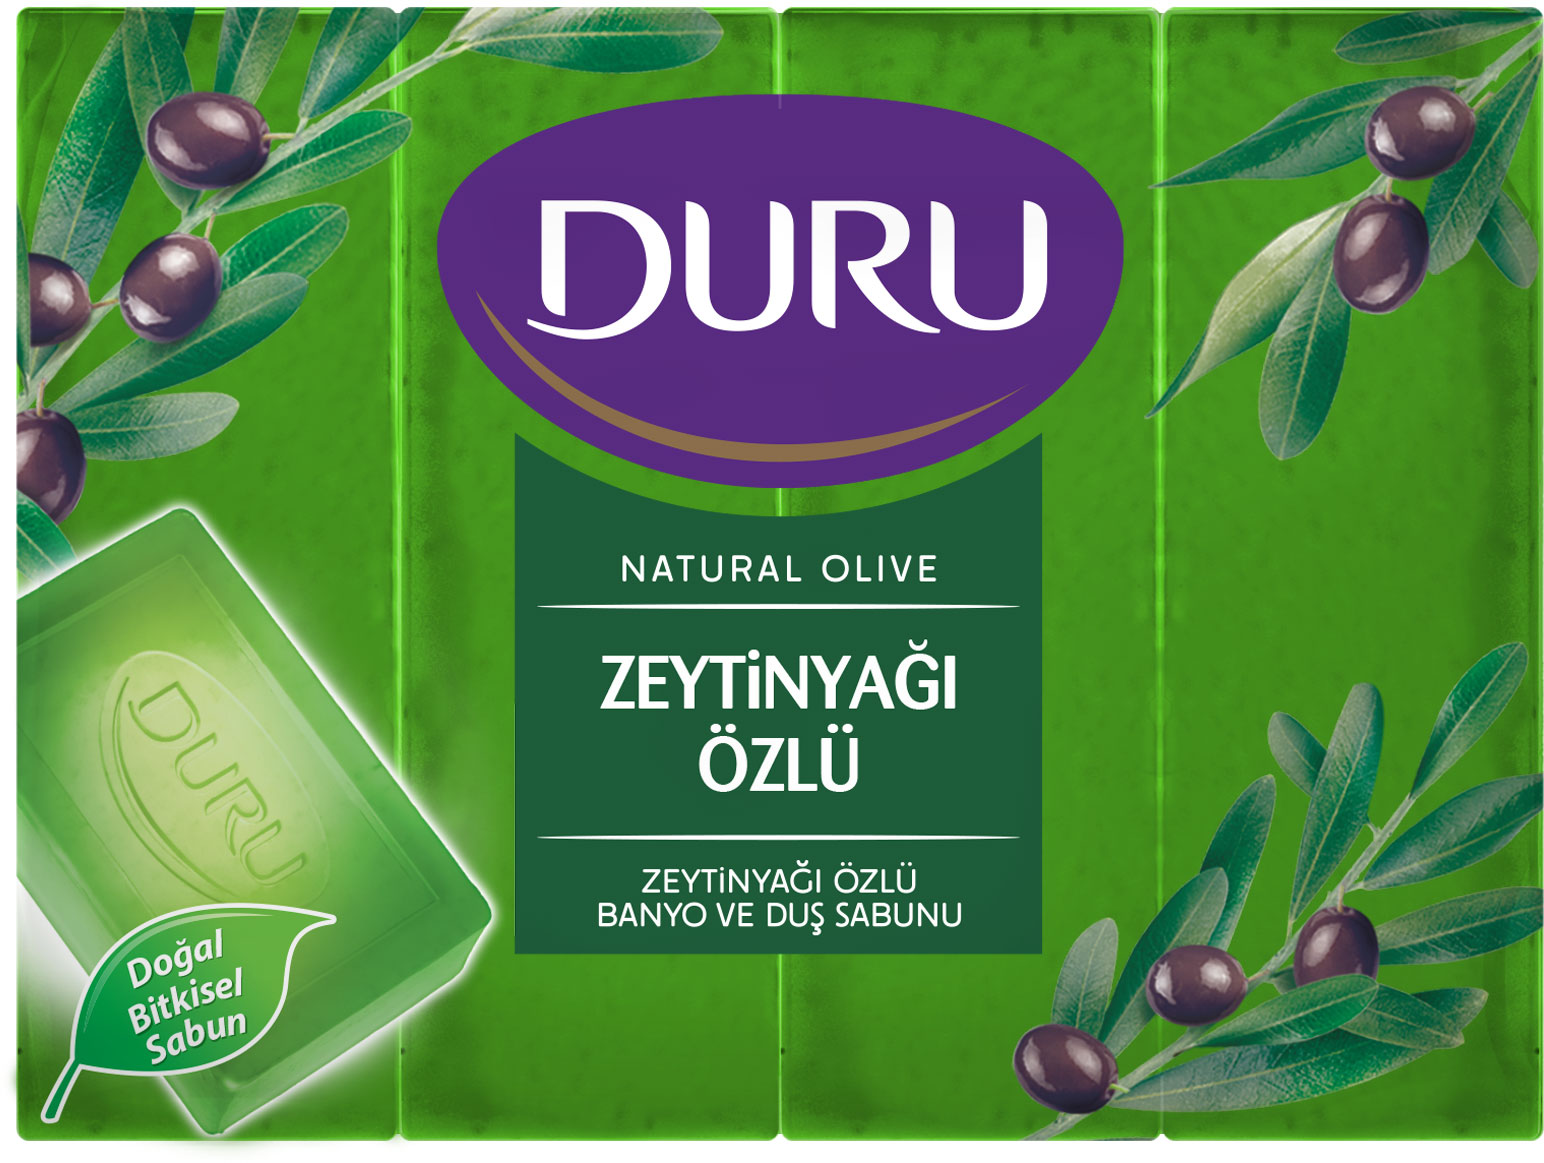 DURU
NATURAL OLIVE
ZEYTİNYAĞI
ÖZLÜ
ZEYTİNYAĞI ÖZLÜ
BANYO VE DUŞ SABUNU
DURU
Doğal
Bitkisel
Sabun